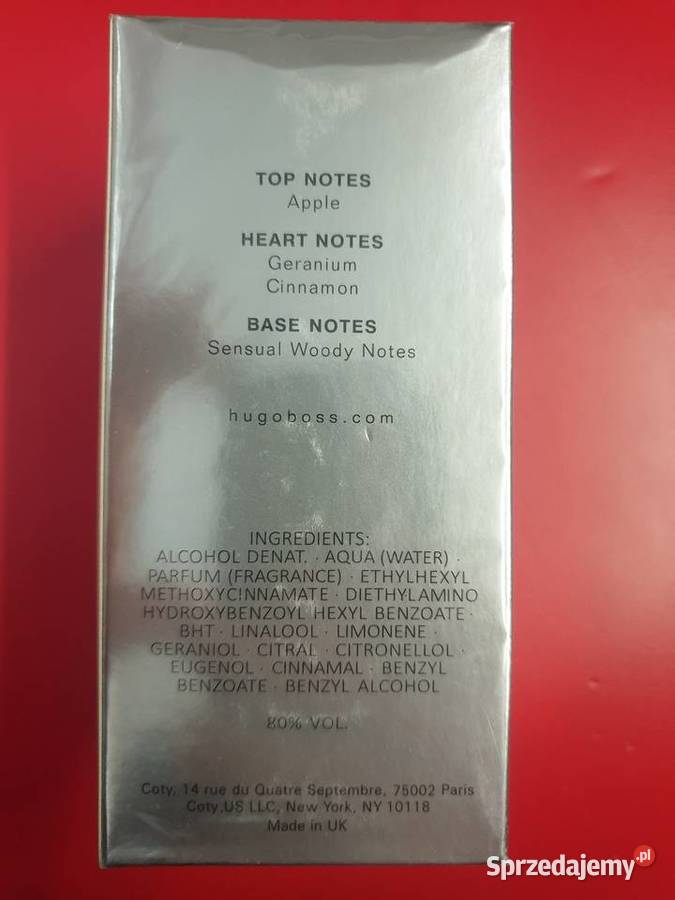 TOP NOTES
Apple
HEART NOTES
Geranium
Cinnamon
BASE NOTES
Sensual Woody Notes
hugoboss.com
INGREDIENTS:
ALCOHOL DENAT. · AQUA (WATER) ·
PARFUM (FRAGRANCE) · ETHYLHEXYL
METHOXYCINNAMATE · DIETHYLAMINO
HYDROXYBENZOYL HEXYL BENZOATE ·
BHT · LINALOOL · LIMONENE ·
GERANIOL · CITRAL · CITRONELLOL ·
EUGENOL · CINNAMAL · BENZYL
BENZOATE · BENZYL ALCOHOL
80% VOL.
Coty, 14 rue du Quatre Septembre, 75002 Paris
Coty US LLC, New York, NY 10118
Made in UK
Sprzedajemy.pl